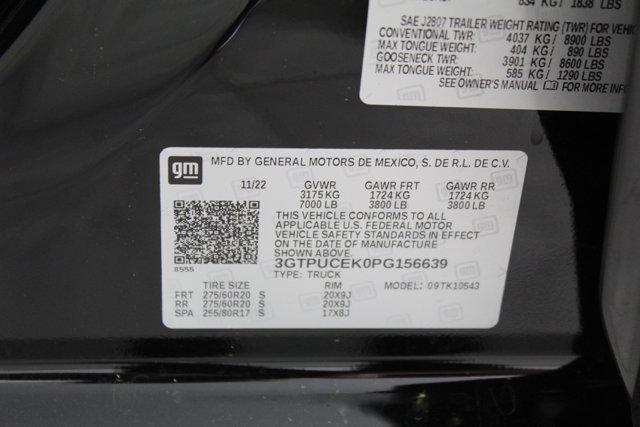 834 KG / 1838 LBS
SAE J2807 TRAILER WEIGHT RATING (TWR) FOR VEHIC
CONVENTIONAL TWR: 4037 KG / 8900 LBS
MAX TONGUE WEIGHT: 404 KG / 890 LBS
GOOSENECK TWR: 3901 KG / 8600 LBS
MAX TONGUE WEIGHT: 585 KG / 1290 LBS
SEE OWNER'S MANUAL FOR MORE INFO
gm
MFD BY GENERAL MOTORS DE MEXICO, S. DE R.L. DE C.V.
11/22 GVWR GAWR FRT GAWR RR
3175 KG 1724 KG 1724 KG
7000 LB 3800 LB 3800 LB
THIS VEHICLE CONFORMS TO ALL
APPLICABLE U.S. FEDERAL MOTOR
VEHICLE SAFETY STANDARDS IN EFFECT
ON THE DATE OF MANUFACTURE
SHOWN ABOVE.
3GTPUCEK0PG156639
8555 TYPE: TRUCK
TIRE SIZE RIM MODEL: 09TK10543
FRT 275/60R20 S 20X9J
RR 275/60R20 S 20X9J
SPA 255/80R17 S 17X8J